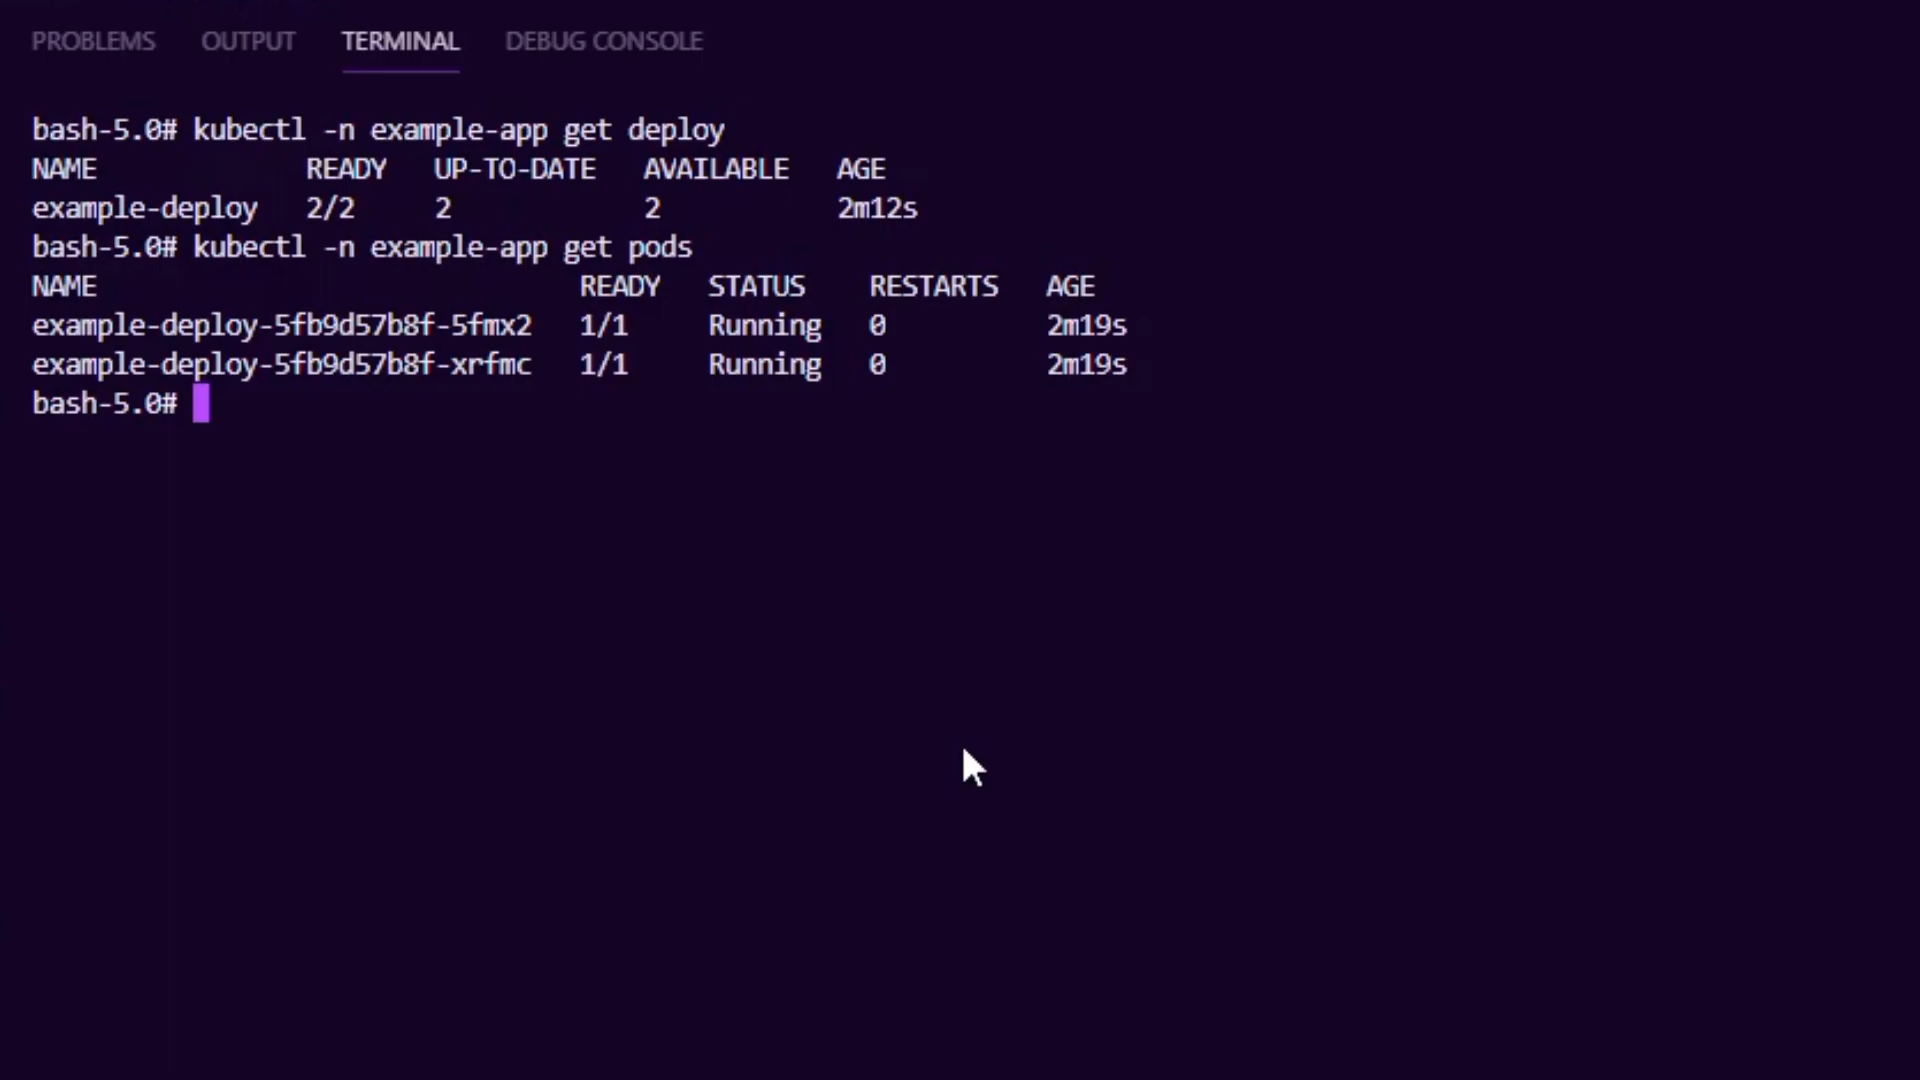 PROBLEMS OUTPUT TERMINAL DEBUG CONSOLE
bash-5.0# kubectl -n example-app get deploy
NAME READY UP-TO-DATE AVAILABLE AGE
example-deploy 2/2 2 2 2m12s
bash-5.0# kubectl -n example-app get pods
NAME READY STATUS RESTARTS AGE
example-deploy-5fb9d57b8f-5fmx2 1/1 Running 0 2m19s
example-deploy-5fb9d57b8f-xrfmc 1/1 Running 0 2m19s
bash-5.0#